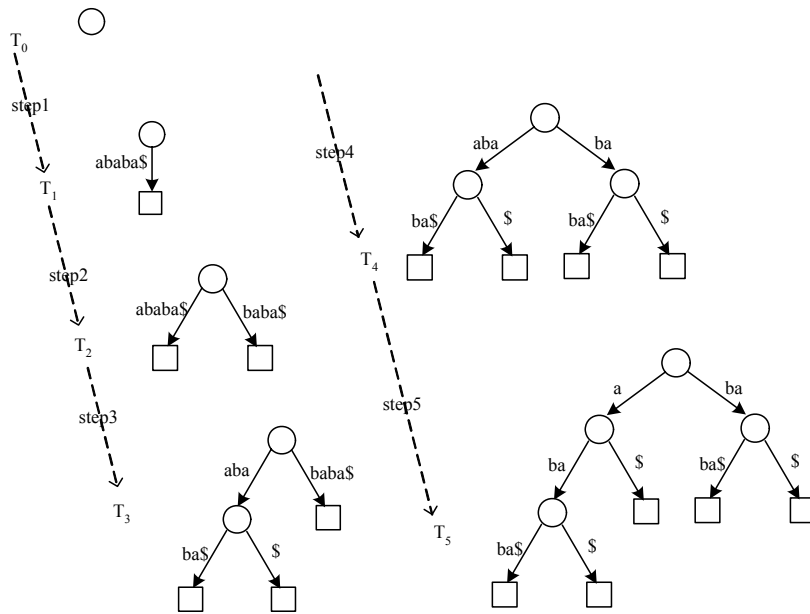 T0
step1
ababa$
T1
step2
ababa$ baba$
T2
step3
aba baba$
T3
ba$ $
step4
aba ba
ba$ $ ba$ $
T4
step5
a ba
ba $ ba$ $
T5
ba$ $